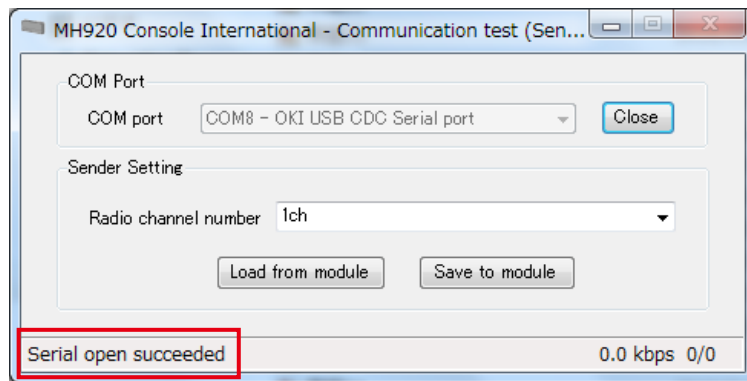 MH920 Console International - Communication test (Sen...
COM Port
COM port COM8 - OKI USB CDC Serial port Close
Sender Setting
Radio channel number 1ch
Load from module Save to module
Serial open succeeded 0.0 kbps 0/0